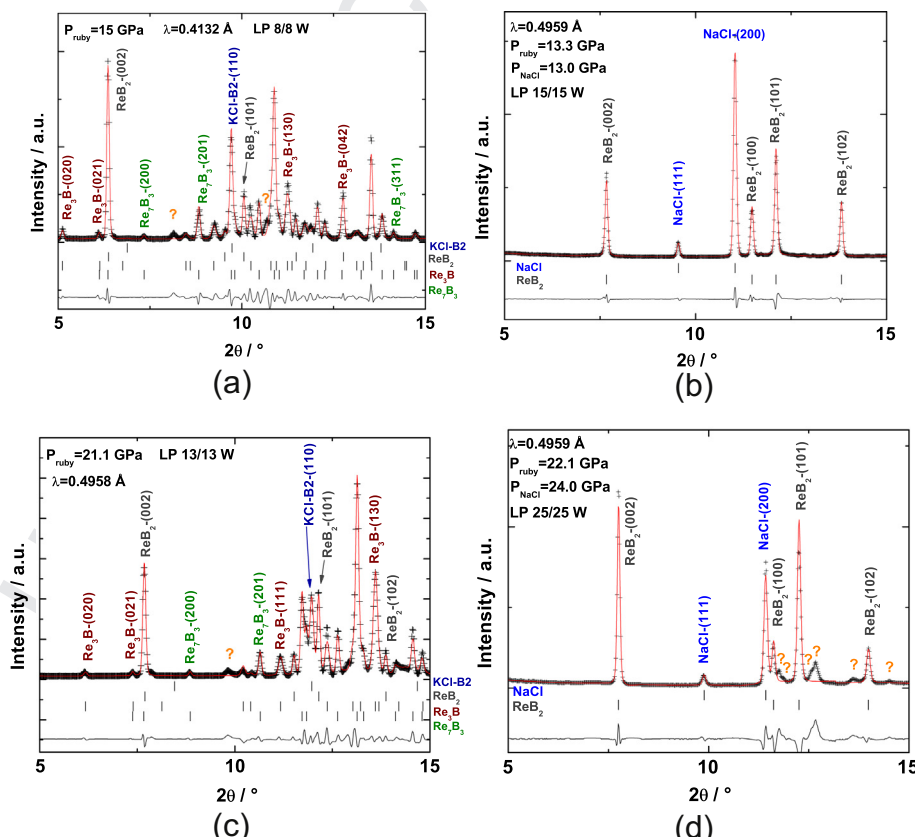 (a)
P_ruby=15 GPa λ=0.4132 Å LP 8/8 W
Re₃B-(020)
Re₃B-(021)
ReB₂-(002)
Re₇B₃-(200)
?
Re₇B₃-(201)
KCl-B2-(110)
ReB₂-(101)
?
Re₃B-(130)
Re₃B-(042)
Re₇B₃-(311)
KCl-B2
ReB₂
Re₃B
Re₇B₃
Intensity / a.u.
5 10 15
2θ / °
(a)
λ=0.4959 Å
P_ruby=13.3 GPa
P_NaCl=13.0 GPa
LP 15/15 W
ReB₂-(002)
NaCl-(111)
NaCl-(200)
ReB₂-(100)
ReB₂-(101)
ReB₂-(102)
NaCl
ReB₂
Intensity / a.u.
5 10 15
2θ / °
(b)
P_ruby=21.1 GPa LP 13/13 W
λ=0.4958 Å
Re₃B-(020)
Re₃B-(021)
ReB₂-(002)
Re₇B₃-(200)
?
Re₇B₃-(201)
Re₃B-(111)
KCl-B2-(110)
ReB₂-(101)
Re₃B-(130)
ReB₂-(102)
KCl-B2
ReB₂
Re₃B
Re₇B₃
Intensity / a.u.
5 10 15
2θ / °
(c)
λ=0.4959 Å
P_ruby=22.1 GPa
P_NaCl=24.0 GPa
LP 25/25 W
ReB₂-(002)
NaCl-(111)
NaCl-(200)
ReB₂-(100)
? ?
ReB₂-(101)
? ?
?
ReB₂-(102)
?
NaCl
ReB₂
Intensity / a.u.
5 10 15
2θ / °
(d)